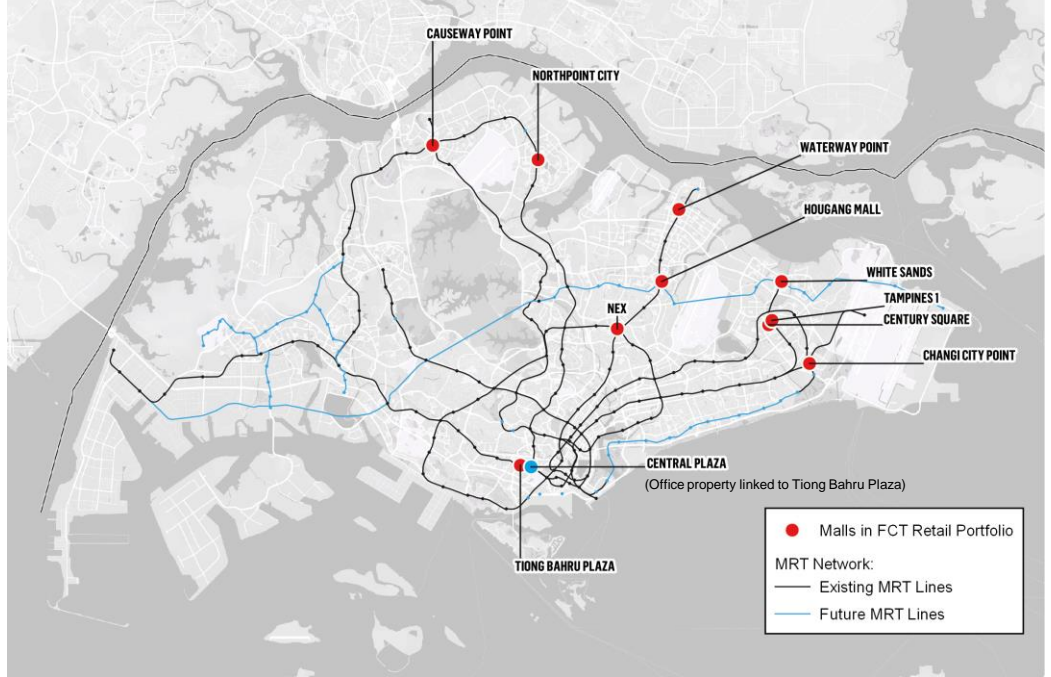 CAUSEWAY POINT
NORTHPOINT CITY
WATERWAY POINT
HOUGANG MALL
WHITE SANDS
TAMPINES 1
NEX
CENTURY SQUARE
CHANGI CITY POINT
CENTRAL PLAZA
(Office property linked to Tiong Bahru Plaza)
TIONG BAHRU PLAZA
Malls in FCT Retail Portfolio
MRT Network:
Existing MRT Lines
Future MRT Lines